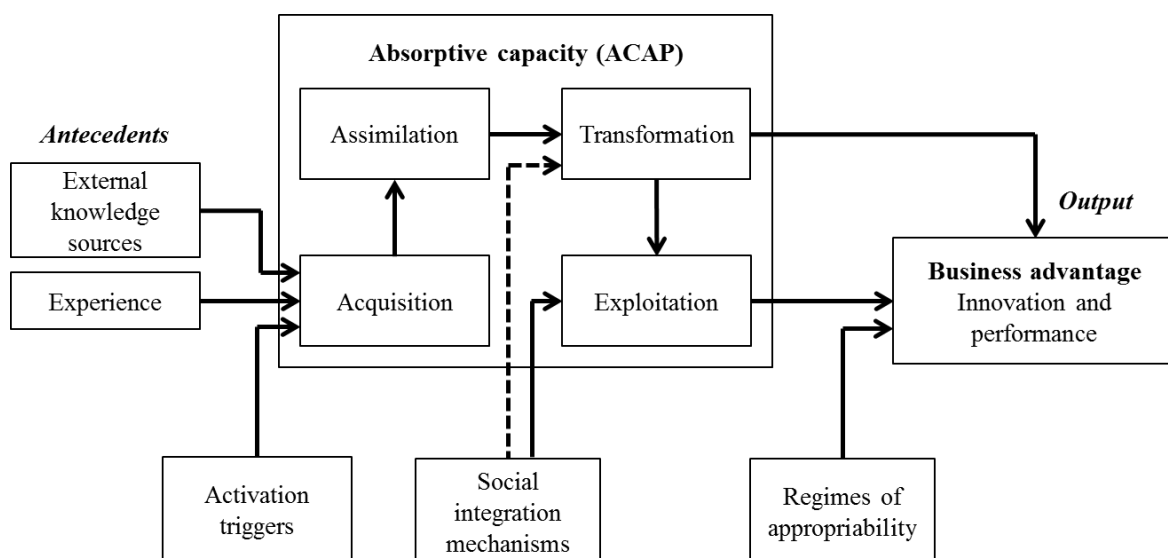 Absorptive capacity (ACAP)
Assimilation
Transformation
Antecedents
External
knowledge
sources
Output
Experience
Acquisition
Exploitation
Business advantage
Innovation and
performance
Activation
triggers
Social
integration
mechanisms
Regimes of
appropriability